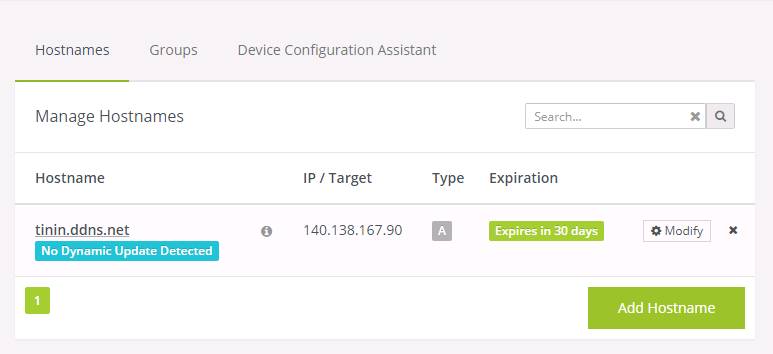 Hostnames Groups Device Configuration Assistant
Manage Hostnames
Search...
Hostname IP / Target Type Expiration
tinin.ddns.net 140.138.167.90 A Expires in 30 days Modify
No Dynamic Update Detected
1
Add Hostname